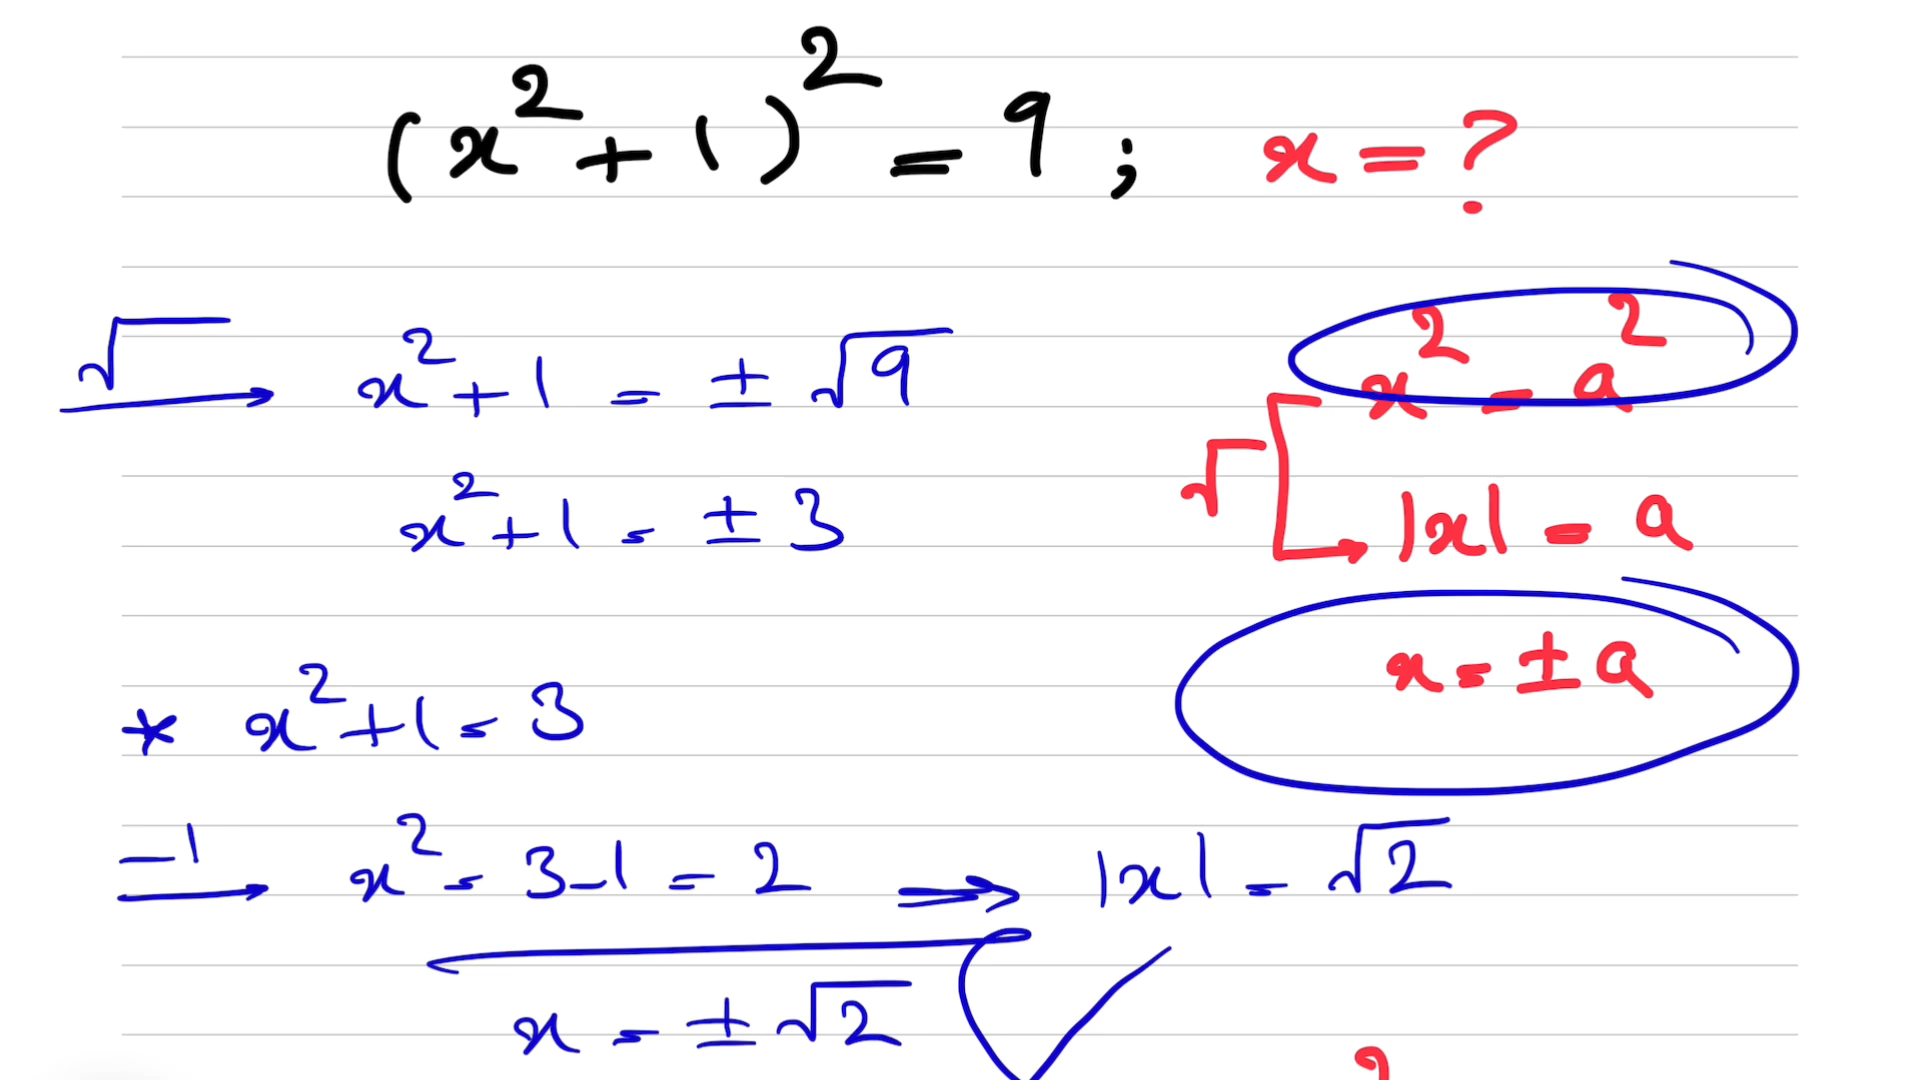 (x² + 1)² = 9 ; x = ?
√ → x² + 1 = ± √9
x² = a²
x² + 1 = ± 3
√ → |x| = a
x = ± a
* x² + 1 = 3
-1 → x² = 3 - 1 = 2 ⇒ |x| = √2
x = ± √2 ✓